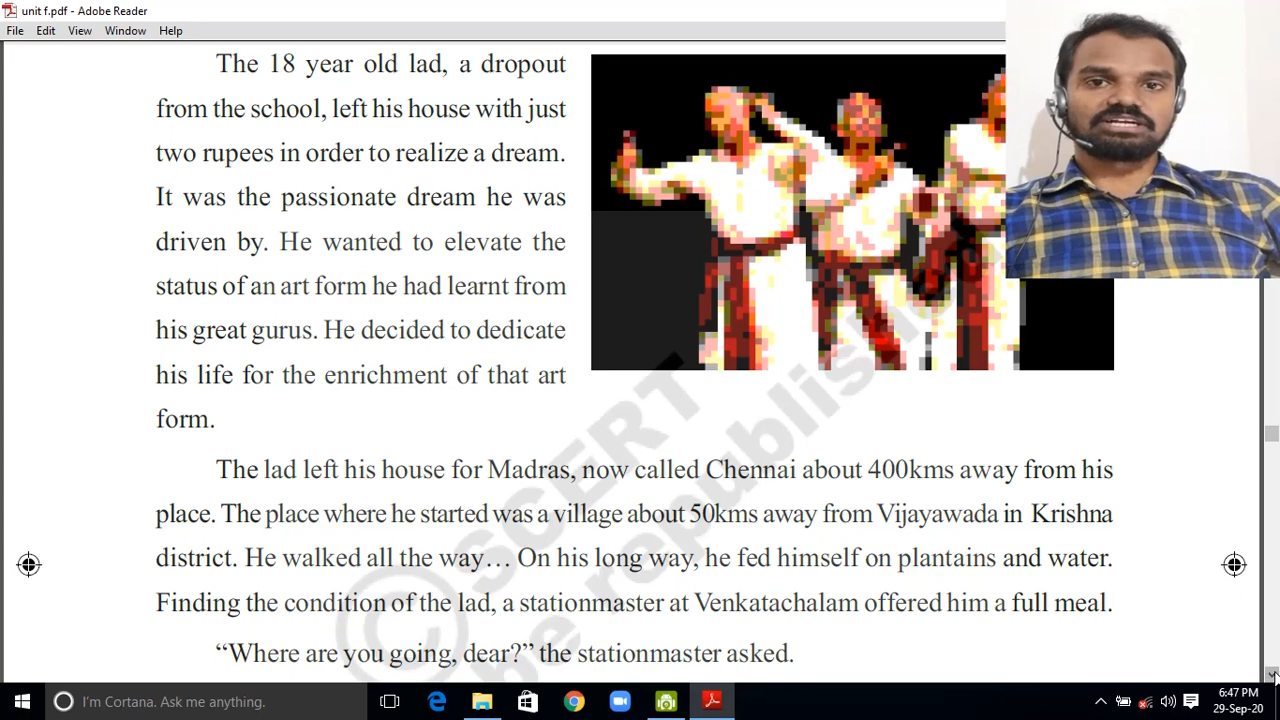 unit f.pdf - Adobe Reader
File Edit View Window Help
The 18 year old lad, a dropout
from the school, left his house with just
two rupees in order to realize a dream.
It was the passionate dream he was
driven by. He wanted to elevate the
status of an art form he had learnt from
his great gurus. He decided to dedicate
his life for the enrichment of that art
form.
The lad left his house for Madras, now called Chennai about 400kms away from his
place. The place where he started was a village about 50kms away from Vijayawada in Krishna
district. He walked all the way… On his long way, he fed himself on plantains and water.
Finding the condition of the lad, a stationmaster at Venkatachalam offered him a full meal.
“Where are you going, dear?” the stationmaster asked.
© SCERT
be republish
I'm Cortana. Ask me anything.
6:47 PM
29-Sep-20